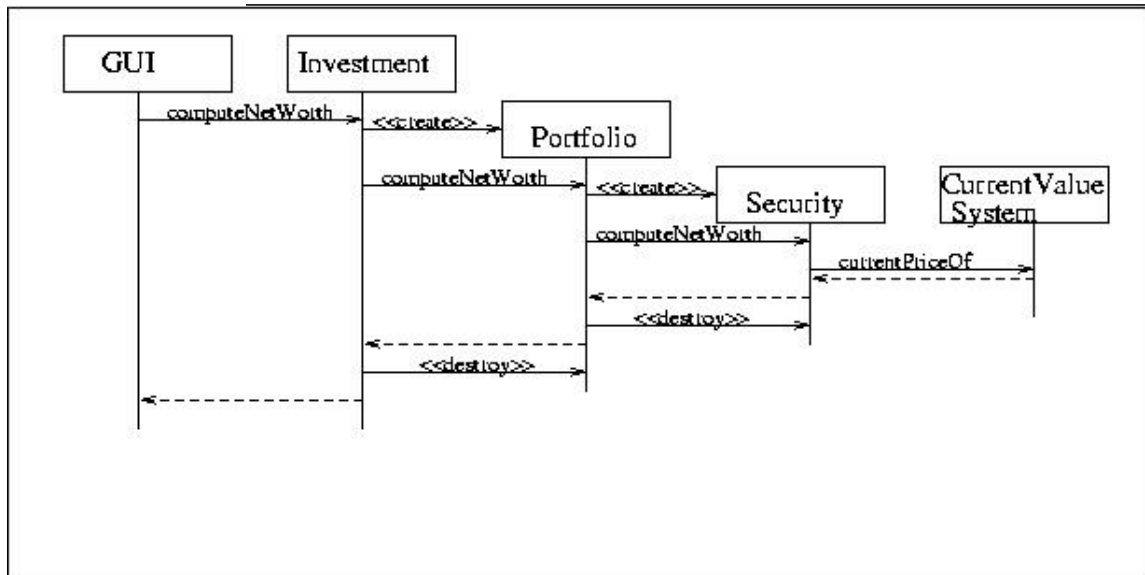 GUI
Investment
computeNetWorth
<<create>>
Portfolio
computeNetWorth
<<create>>
Security
CurrentValue
System
computeNetWorth
currentPriceOf
<<destroy>>
<<destroy>>